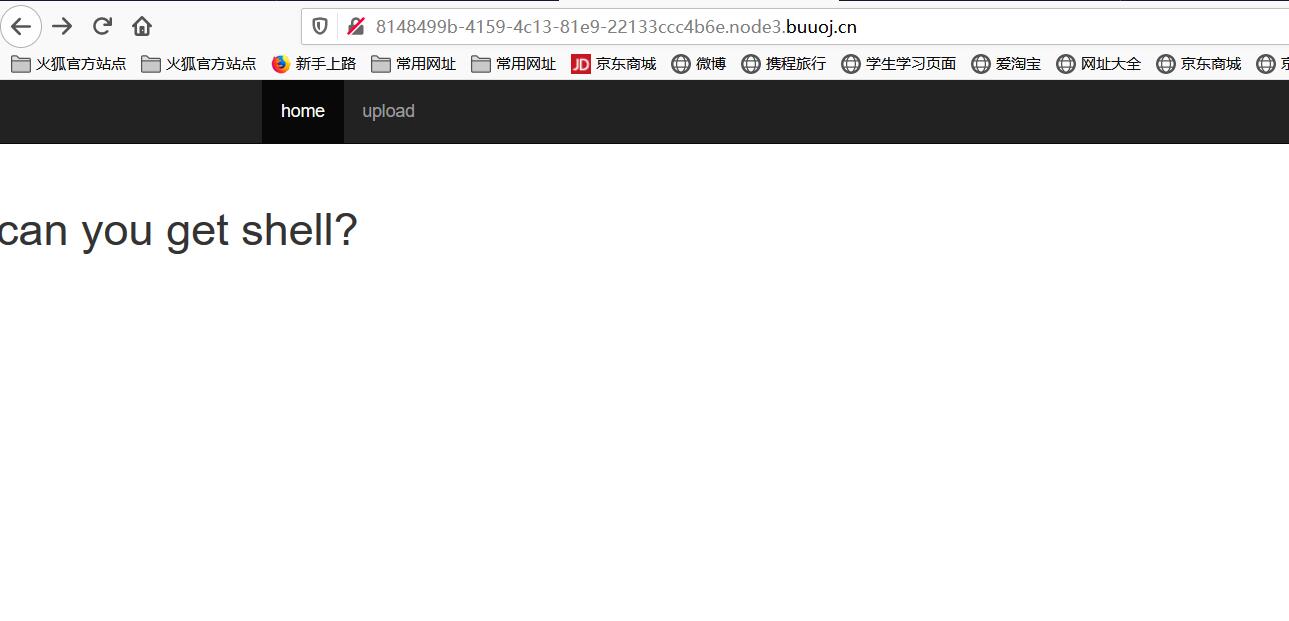 8148499b-4159-4c13-81e9-22133ccc4b6e.node3.buuoj.cn
火狐官方站点 火狐官方站点 新手上路 常用网址 常用网址 JD 京东商城 微博 携程旅行 学生学习页面 爱淘宝 网址大全 京东商城
home upload
can you get shell?